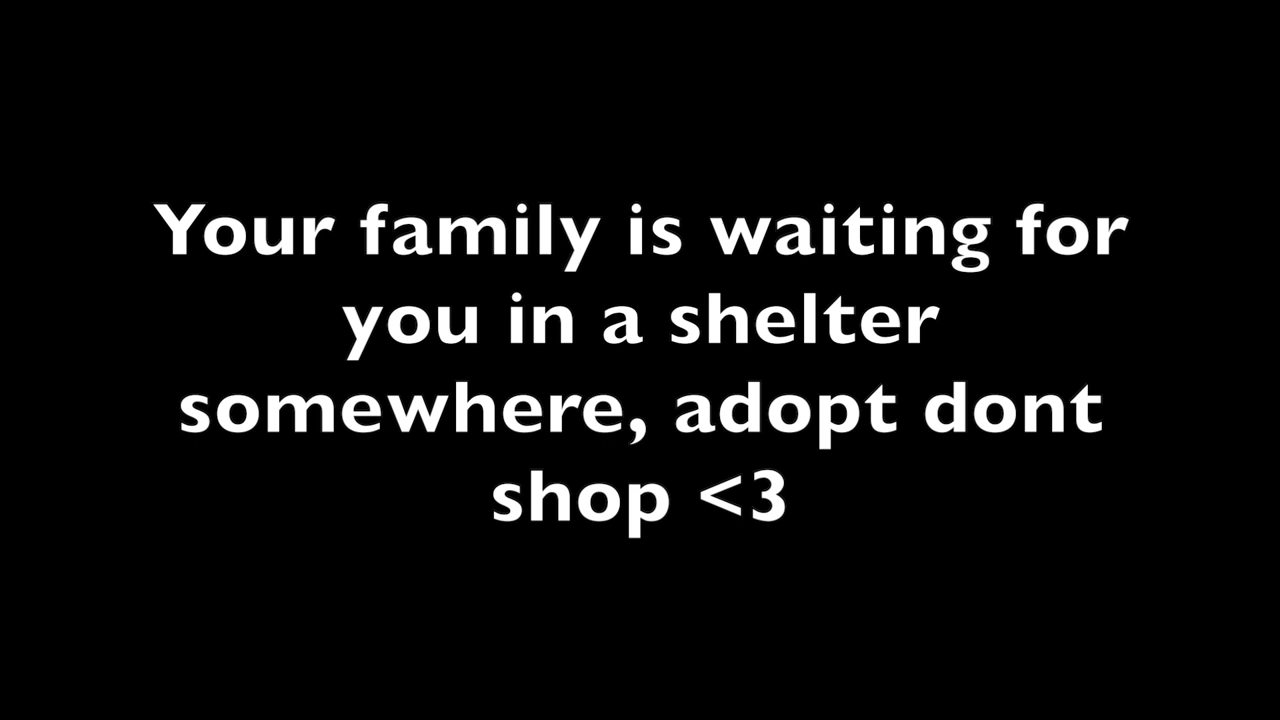 Your family is waiting for
you in a shelter
somewhere, adopt dont
shop <3